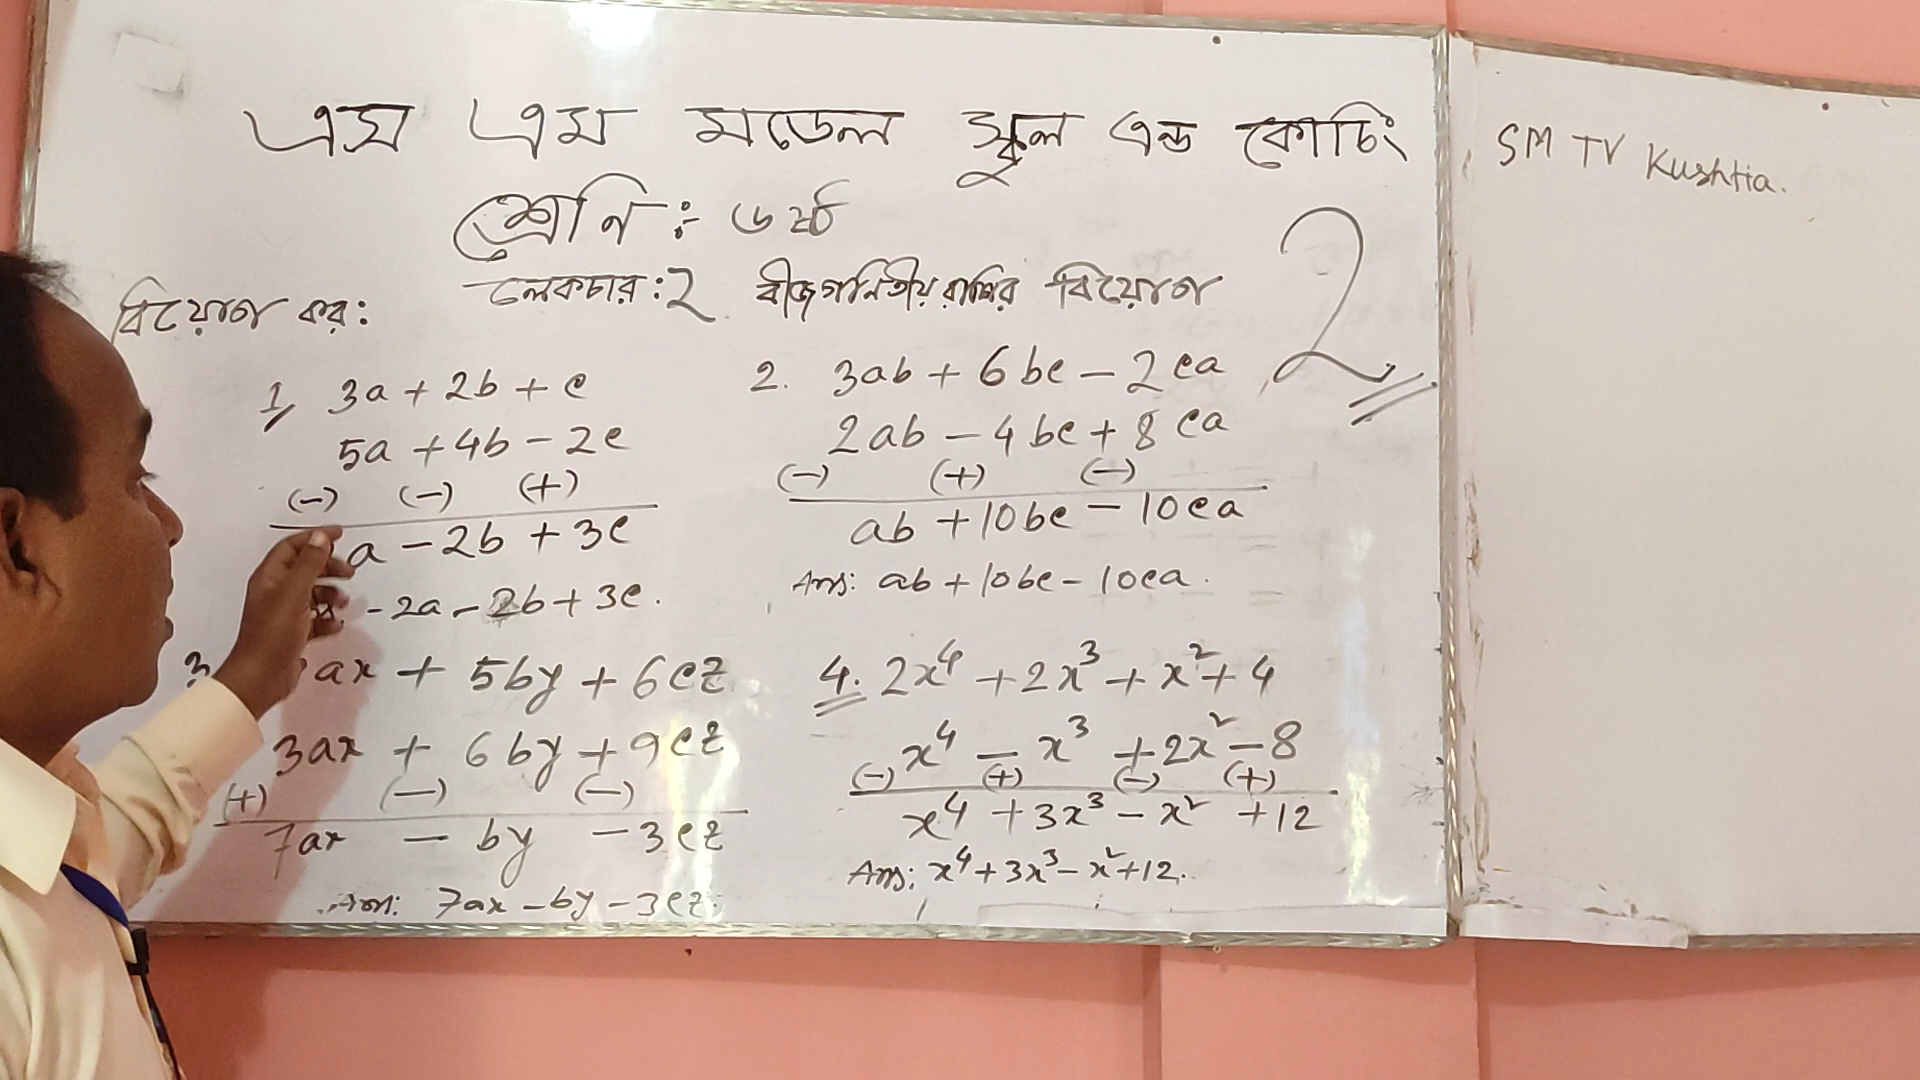 এস এম মডেল স্কুল এন্ড কোচিং
SM TV Kushtia.
শ্রেণি : ৬ষ্ঠ
লেকচার : 2 বীজগনিতীয় রাশির বিয়োগ
2
বিয়োগ কর:
1, 3a + 2b + c
5a + 4b - 2c
(-) (-) (+)
a - 2b + 3c
- 2a - 2b + 3c.
2. 3ab + 6bc - 2ca
2ab - 4bc + 8ca
(-) (+) (-)
ab + 10bc - 10ca
Ans: ab + 10bc - 10ca.
3 ax + 5by + 6cz
3ax + 6by + 9cz
(+) (-) (-)
7ax - by - 3cz
Ans: 7ax - by - 3cz.
4. 2x⁴ + 2x³ + x² + 4
x⁴ - x³ + 2x² - 8
(-) (+) (-) (+)
x⁴ + 3x³ - x² + 12
Ans: x⁴ + 3x³ - x² + 12.